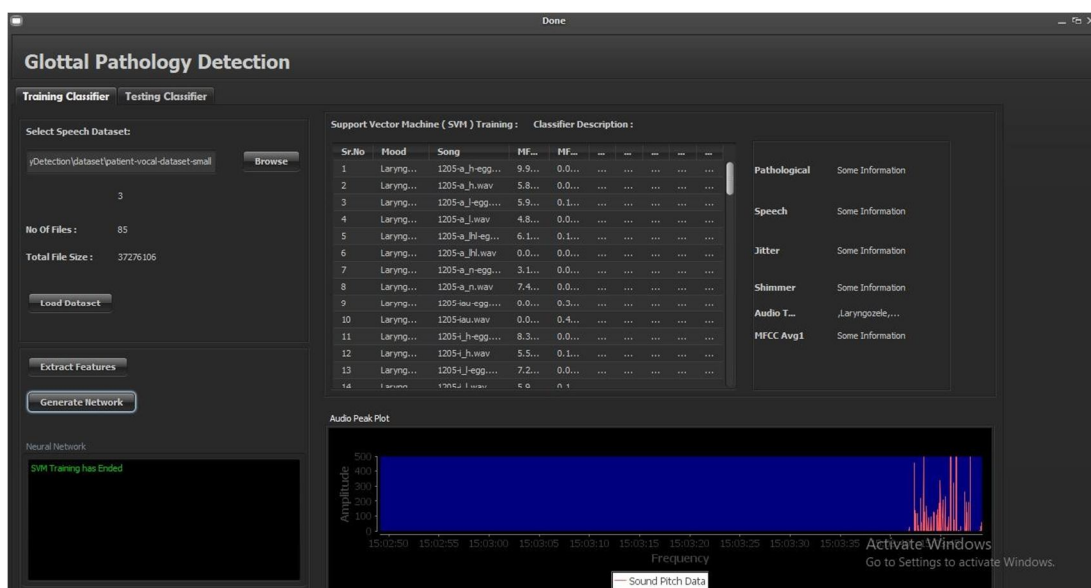 Done
Glottal Pathology Detection
Training Classifier Testing Classifier
Select Speech Dataset:
yDetection\dataset\patient-vocal-dataset-small Browse
3
No Of Files : 85
Total File Size : 37276106
Load Dataset
Extract Features
Generate Network
Neural Network
SVM Training has Ended
Support Vector Machine ( SVM ) Training : Classifier Description :
Sr.No Mood Song MF... MF... ... ... ... ... ...
1 Laryng... 1205-a_h-egg... 9.9... 0.0... ... ... ... ... ...
2 Laryng... 1205-a_h.wav 5.8... 0.0... ... ... ... ... ...
3 Laryng... 1205-a_l-egg.... 5.9... 0.1... ... ... ... ... ...
4 Laryng... 1205-a_l.wav 4.8... 0.0... ... ... ... ... ...
5 Laryng... 1205-a_lhl-eg... 6.1... 0.1... ... ... ... ... ...
6 Laryng... 1205-a_lhl.wav 0.0... 0.0... ... ... ... ... ...
7 Laryng... 1205-a_n-egg... 3.1... 0.0... ... ... ... ... ...
8 Laryng... 1205-a_n.wav 7.4... 0.0... ... ... ... ... ...
9 Laryng... 1205-iau-egg.... 0.0... 0.3... ... ... ... ... ...
10 Laryng... 1205-iau.wav 0.0... 0.4... ... ... ... ... ...
11 Laryng... 1205-i_h-egg... 8.3... 0.0... ... ... ... ... ...
12 Laryng... 1205-i_h.wav 5.5... 0.1... ... ... ... ... ...
13 Laryng... 1205-i_l-egg... 7.2... 0.0... ... ... ... ... ...
14 Laryng... 1205-i_l.wav 5.9 0.1
Pathological Some Information
Speech Some Information
Jitter Some Information
Shimmer Some Information
Audio T... ,Laryngozele,...
MFCC Avg1 Some Information
Audio Peak Plot
Amplitude
500
400
300
200
100
0
15:02:50 15:02:55 15:03:00 15:03:05 15:03:10 15:03:15 15:03:20 15:03:25 15:03:30 15:03:35
Frequency
Sound Pitch Data
Activate Windows
Go to Settings to activate Windows.